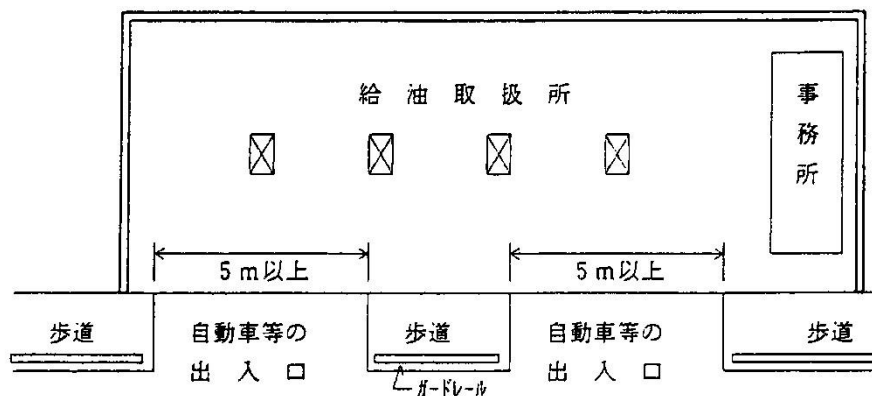 給油取扱所
事務所
5m以上
5m以上
歩道
自動車等の
出入口
歩道
自動車等の
出入口
歩道
ガードレール